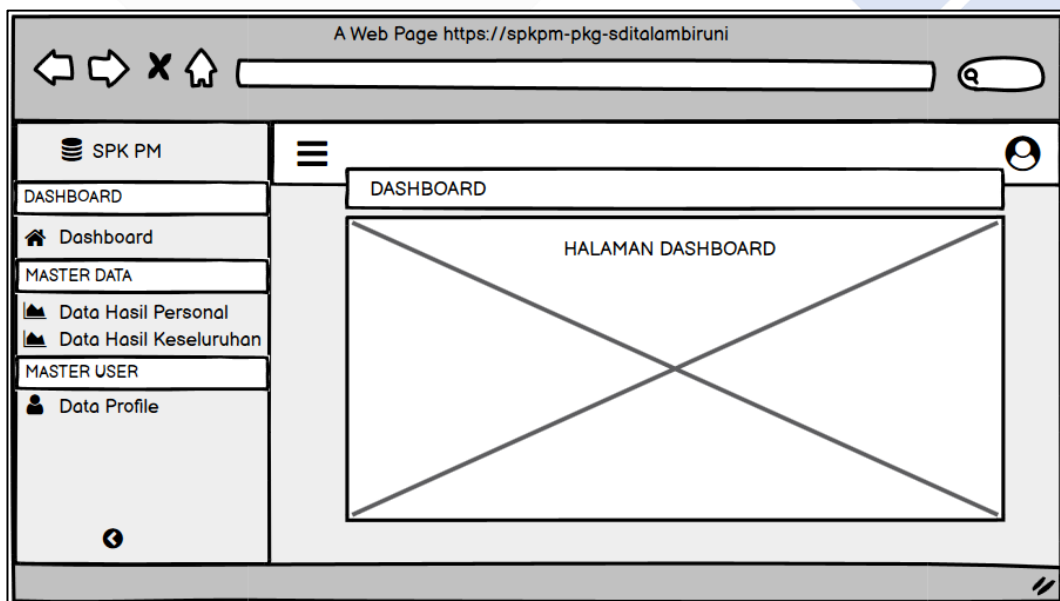 A Web Page https://spkpm-pkg-sditalambiruni
SPK PM
DASHBOARD
Dashboard
MASTER DATA
Data Hasil Personal
Data Hasil Keseluruhan
MASTER USER
Data Profile
DASHBOARD
HALAMAN DASHBOARD